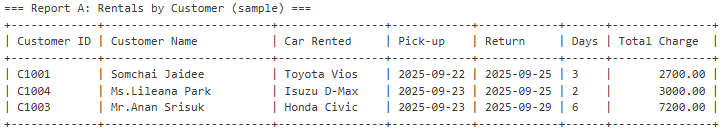 === Report A: Rentals by Customer (sample) ===
+-------------+----------------------+---------------+------------+------------+------+--------------+
| Customer ID | Customer Name        | Car Rented    | Pick-up    | Return     | Days | Total Charge |
+-------------+----------------------+---------------+------------+------------+------+--------------+
| C1001       | Somchai Jaidee       | Toyota Vios   | 2025-09-22 | 2025-09-25 | 3    |      2700.00 |
| C1004       | Ms.Lileana Park      | Isuzu D-Max   | 2025-09-23 | 2025-09-25 | 2    |      3000.00 |
| C1003       | Mr.Anan Srisuk       | Honda Civic   | 2025-09-23 | 2025-09-29 | 6    |      7200.00 |
+-------------+----------------------+---------------+------------+------------+------+--------------+